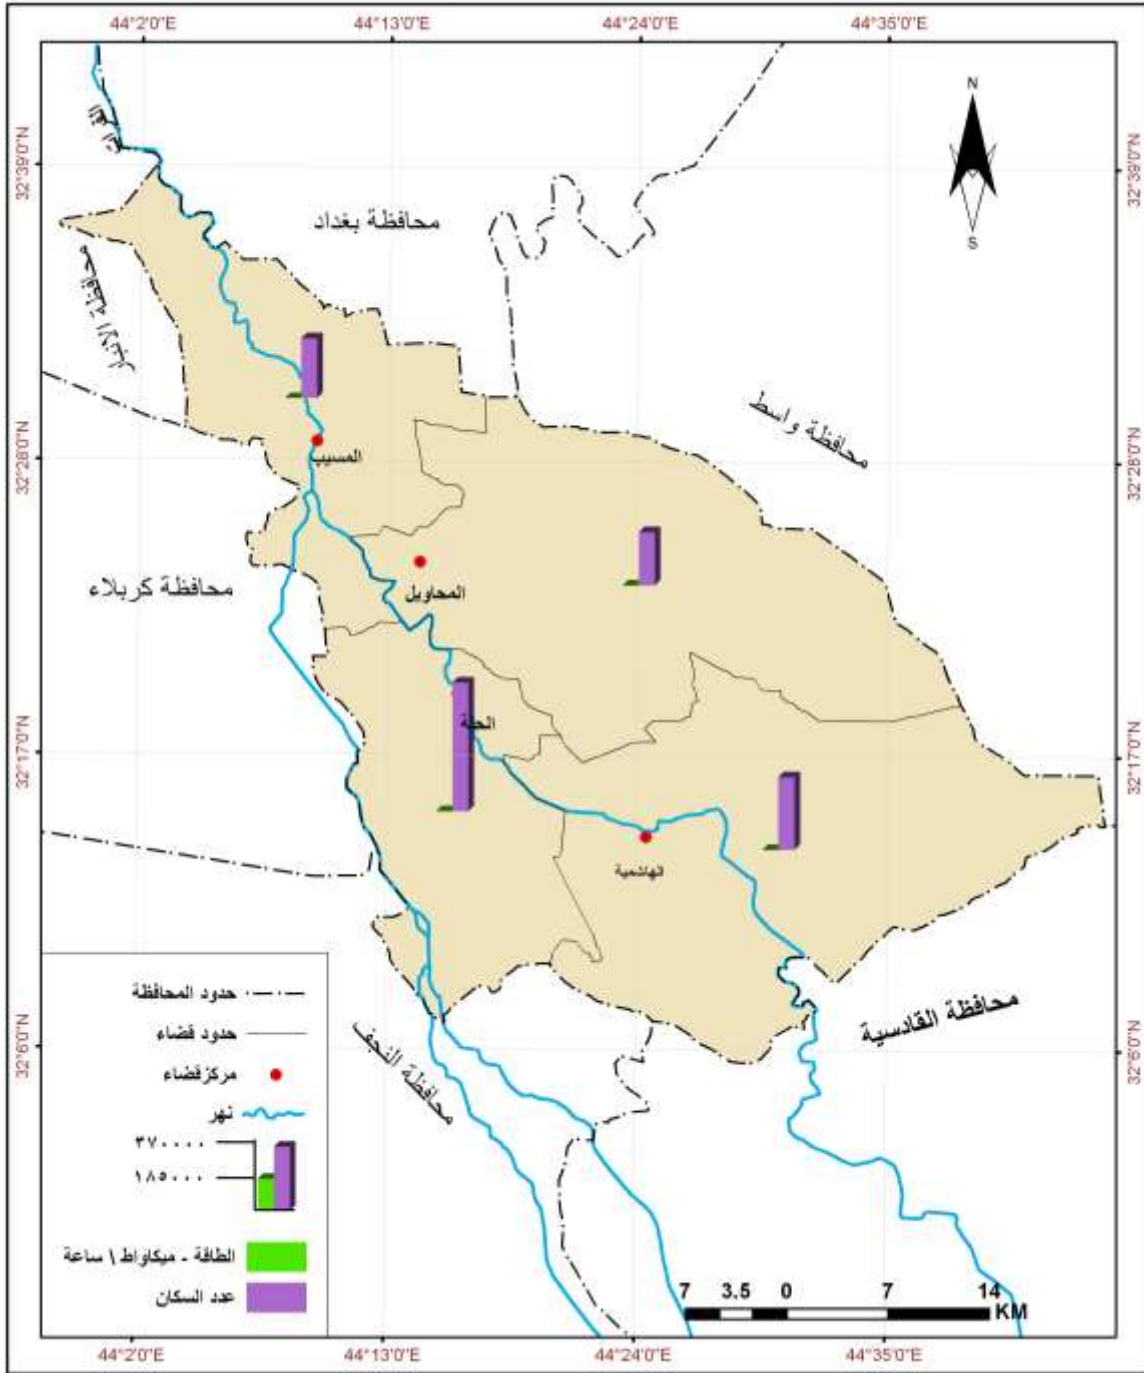 44°2'0"E 44°13'0"E 44°24'0"E 44°35'0"E
N
S
32°39'0"N
32°39'0"N
الفرات
محافظة بغداد
محافظة الانبار
محافظة واسط
32°28'0"N
32°28'0"N
المسيب
محافظة كربلاء
المحاويل
الحلة
32°17'0"N
32°17'0"N
الهاشمية
محافظة القادسية
محافظة النجف
32°6'0"N
32°6'0"N
حدود المحافظة
حدود قضاء
مركزقضاء
نهر
٣٧٠٠٠٠
١٨٥٠٠٠
الطاقة - ميكاواط \ ساعة
عدد السكان
7 3.5 0 7 14
KM
44°2'0"E 44°13'0"E 44°24'0"E 44°35'0"E